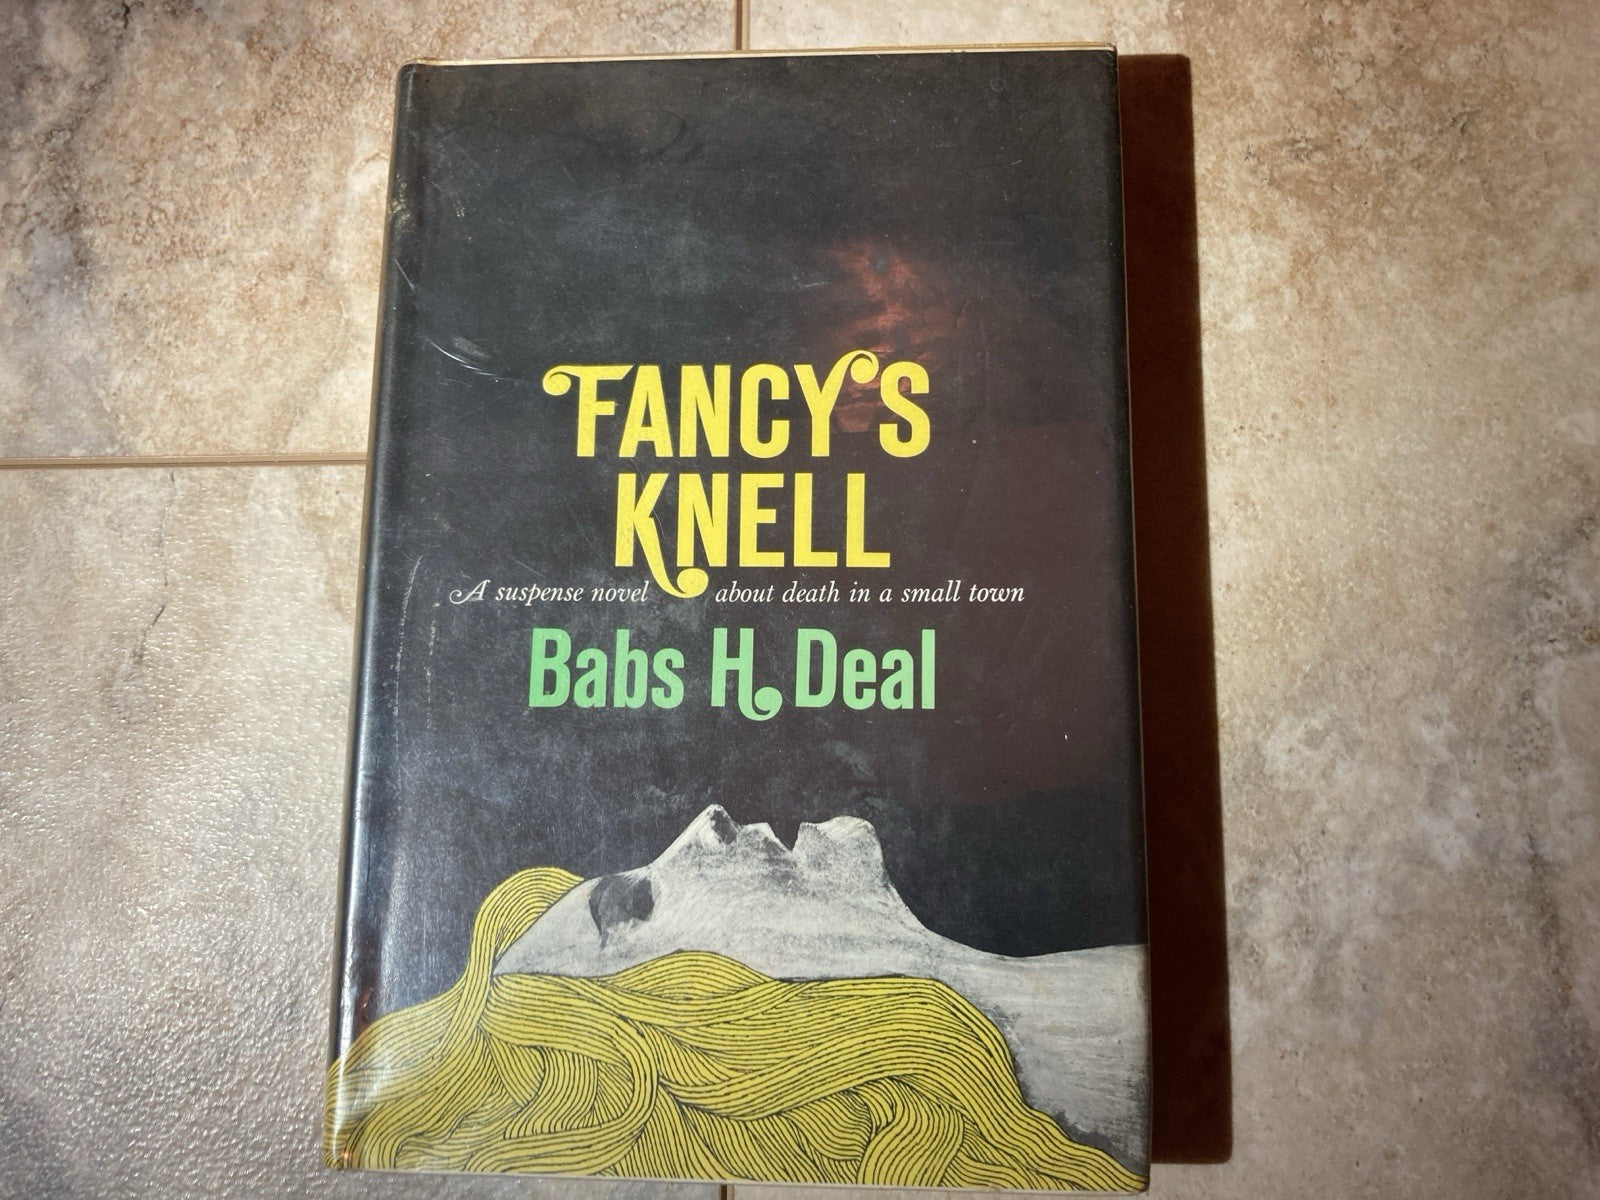 FANCY'S
KNELL
A suspense novel about death in a small town
Babs H. Deal